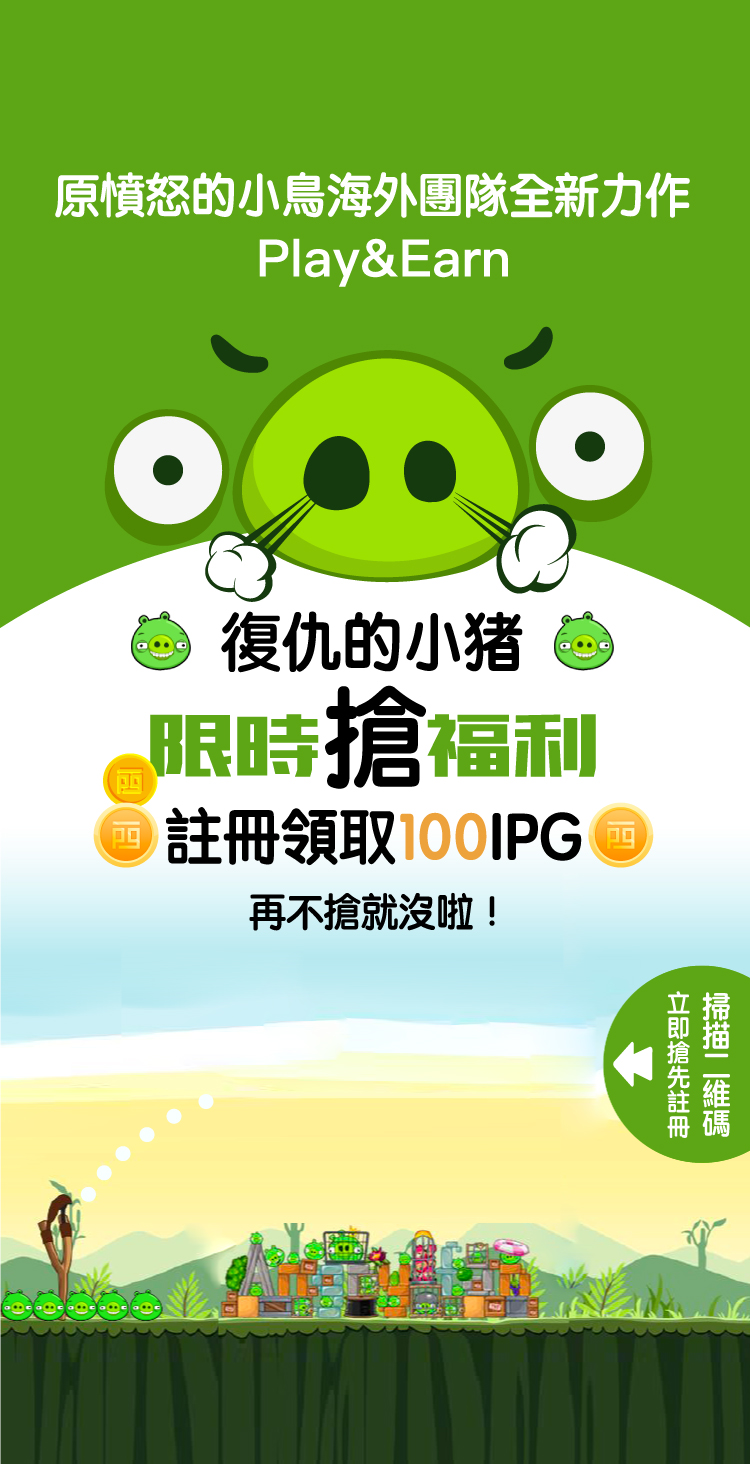 原憤怒的小鳥海外團隊全新力作
Play&Earn
復仇的小猪
限時搶福利
註冊領取100IPG
再不搶就沒啦！
掃描二維碼
立即搶先註冊